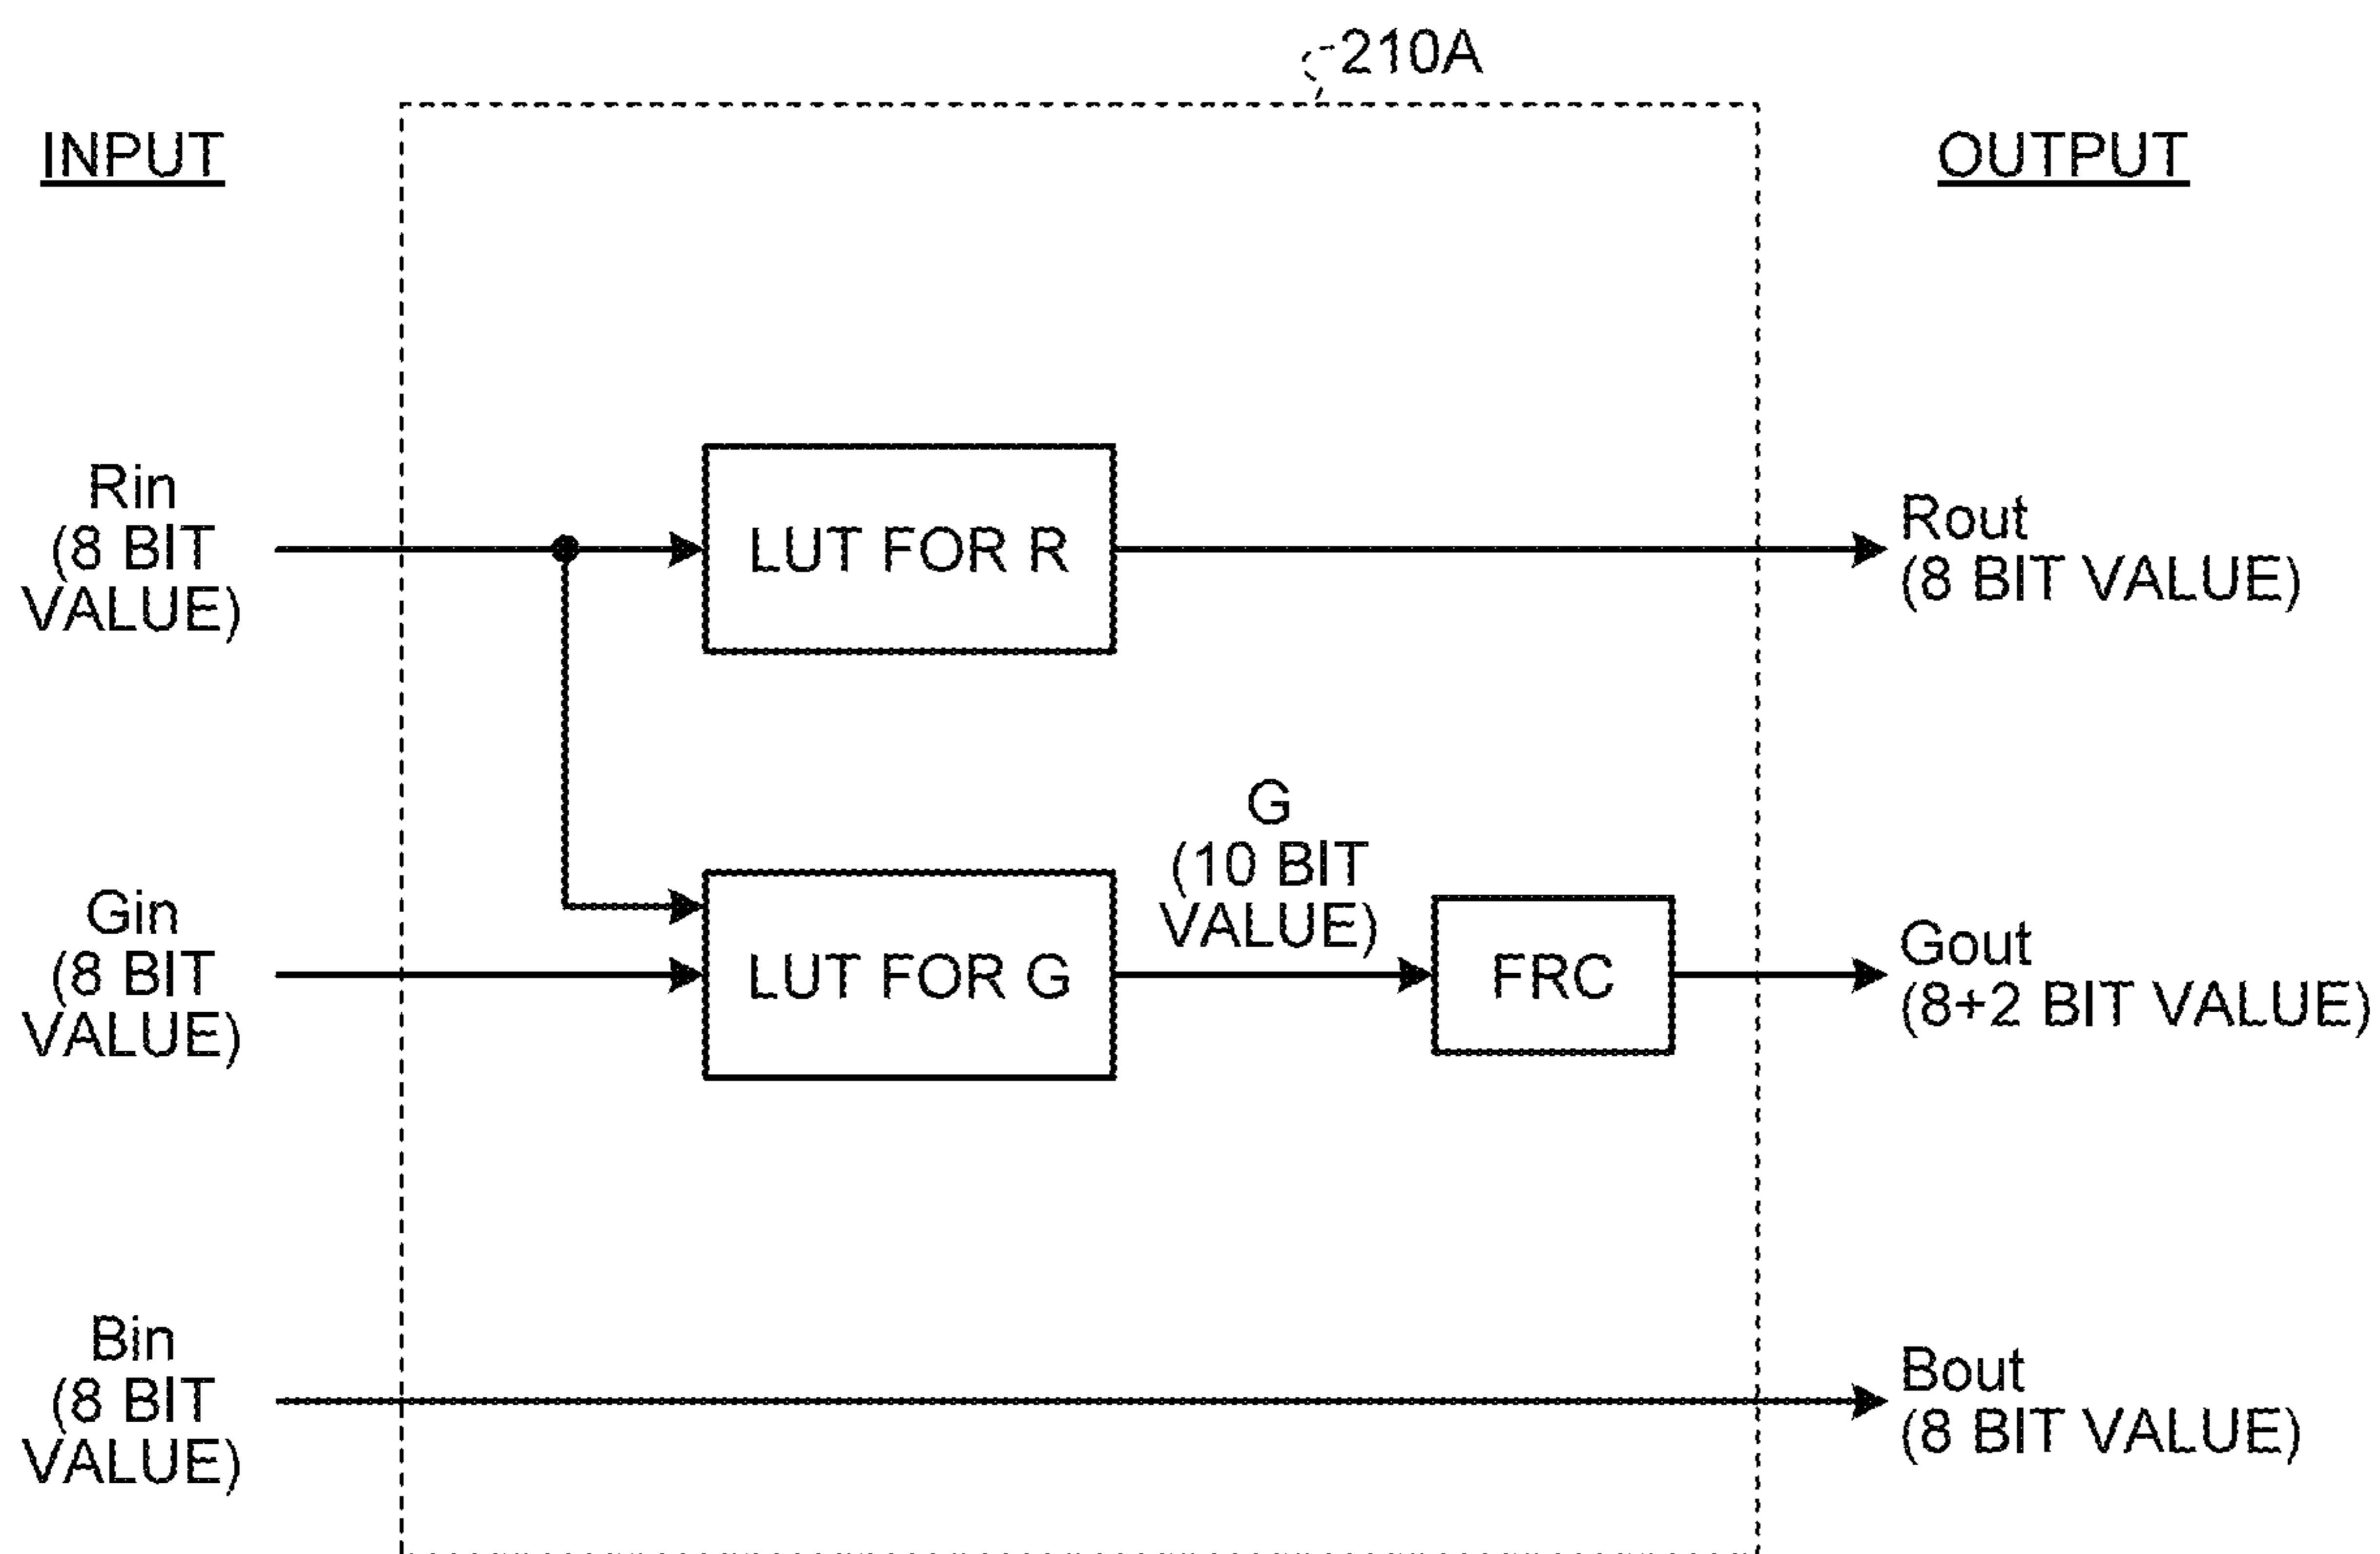 210A
INPUT
OUTPUT
Rin
(8 BIT
VALUE)
LUT FOR R
Rout
(8 BIT VALUE)
Gin
(8 BIT
VALUE)
LUT FOR G
G
(10 BIT
VALUE)
FRC
Gout
(8+2 BIT VALUE)
Bin
(8 BIT
VALUE)
Bout
(8 BIT VALUE)